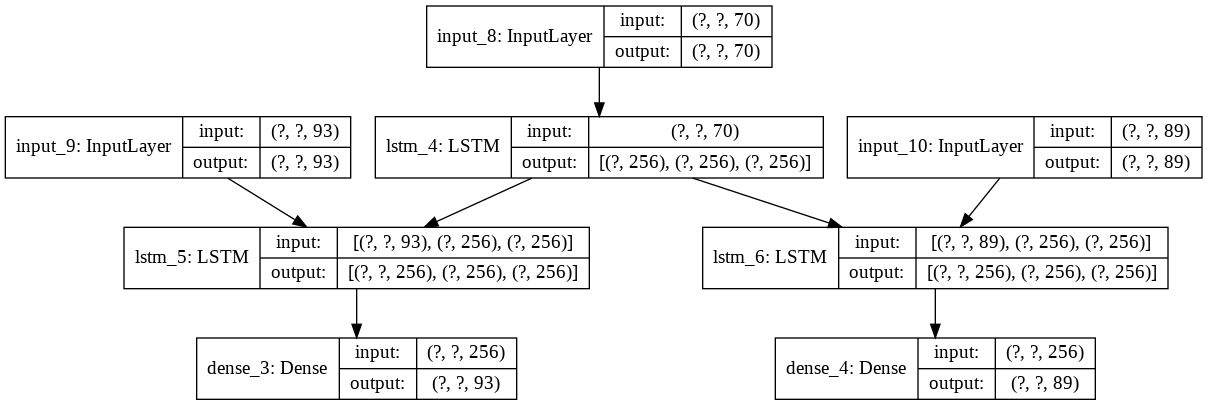 input_8: InputLayer
input: (?, ?, 70)
output: (?, ?, 70)
input_9: InputLayer
input: (?, ?, 93)
output: (?, ?, 93)
lstm_4: LSTM
input: (?, ?, 70)
output: [(?, 256), (?, 256), (?, 256)]
input_10: InputLayer
input: (?, ?, 89)
output: (?, ?, 89)
lstm_5: LSTM
input: [(?, ?, 93), (?, 256), (?, 256)]
output: [(?, ?, 256), (?, 256), (?, 256)]
lstm_6: LSTM
input: [(?, ?, 89), (?, 256), (?, 256)]
output: [(?, ?, 256), (?, 256), (?, 256)]
dense_3: Dense
input: (?, ?, 256)
output: (?, ?, 93)
dense_4: Dense
input: (?, ?, 256)
output: (?, ?, 89)